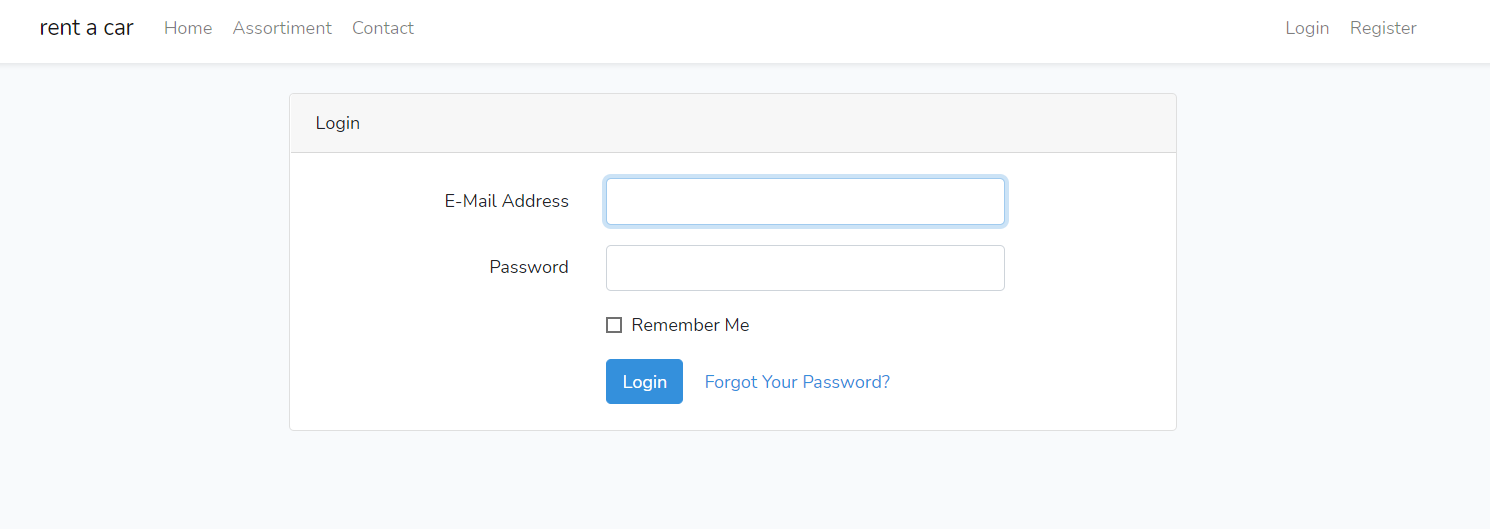 rent a car Home Assortiment Contact Login Register
Login
E-Mail Address
Password
Remember Me
Login Forgot Your Password?